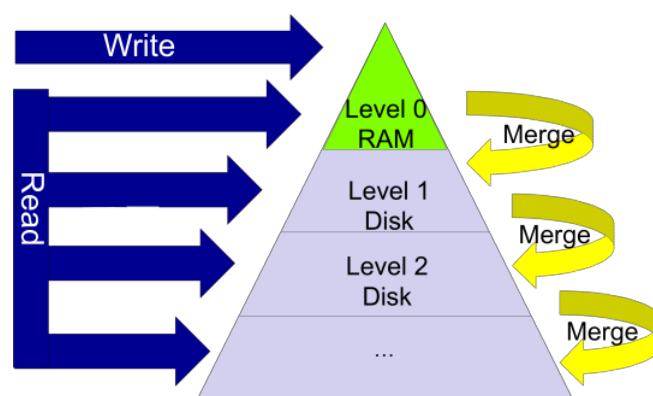 Write
Level 0
RAM
Merge
Read
Level 1
Disk
Merge
Level 2
Disk
Merge
...